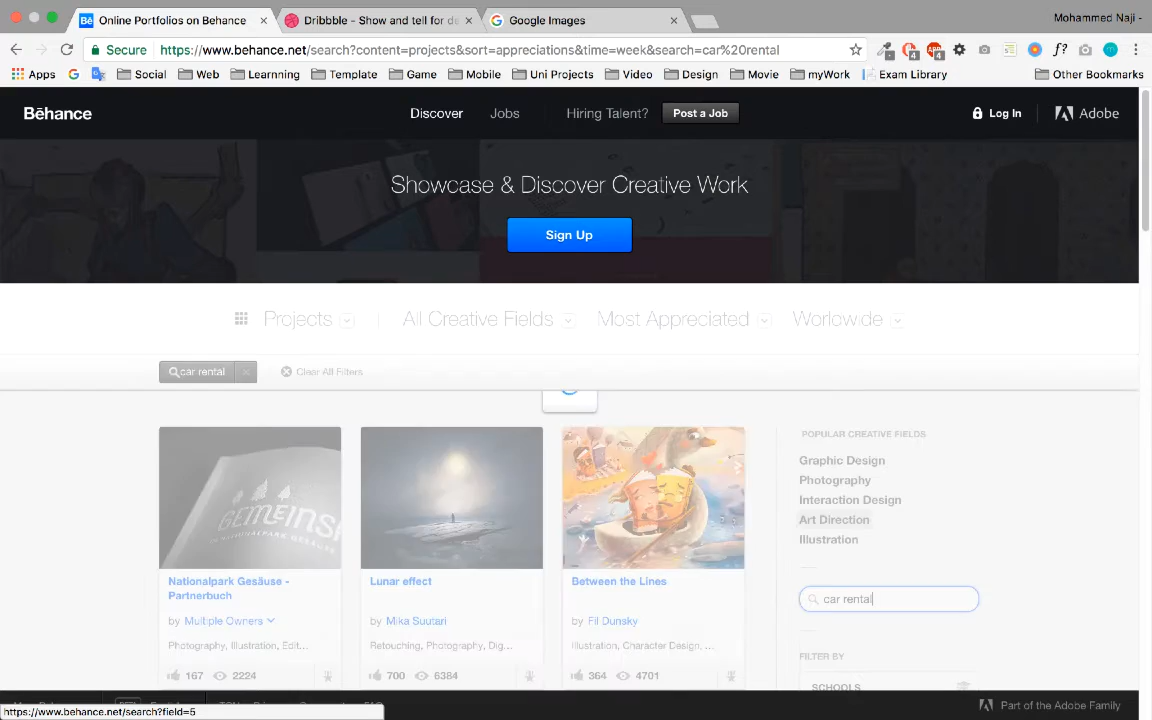 Online Portfolios on Behance
Dribbble - Show and tell for de
Google Images
Mohammed Naji -
Secure
https://www.behance.net/search?content=projects&sort=appreciations&time=week&search=car%20rental
Apps
Social
Web
Learnning
Template
Game
Mobile
Uni Projects
Video
Design
Movie
myWork
Exam Library
Other Bookmarks
Bēhance
Discover
Jobs
Hiring Talent?
Post a Job
Log In
Adobe
Showcase & Discover Creative Work
Sign Up
Projects
All Creative Fields
Most Appreciated
Worlowide
car rental
Clear All Filters
GEMEINS
Nationalpark Gesäuse -
Partnerbuch
by Multiple Owners
Photography, Illustration, Edit...
167 2224
Lunar effect
by Mika Suutari
Retouching, Photography, Dig...
700 6384
Between the Lines
by Fil Dunsky
Illustration, Character Design, ...
364 4701
POPULAR CREATIVE FIELDS
Graphic Design
Photography
Interaction Design
Art Direction
Illustration
car rental
FILTER BY
SCHOOLS
https://www.behance.net/search?field=5
Part of the Adobe Family